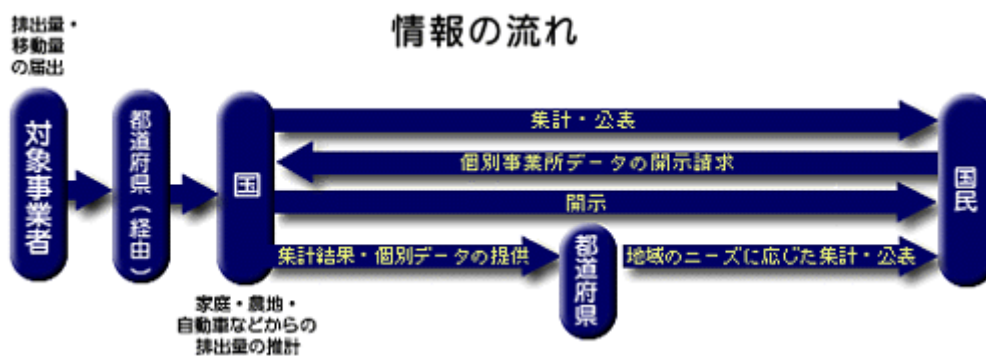 情報の流れ
排出量・
移動量
の届出
対象事業者
都道府県（経由）
国
集計・公表
個別事業所データの開示請求
開示
集計結果・個別データの提供
都道府県
地域のニーズに応じた集計・公表
国民
家庭・農地・
自動車などからの
排出量の推計